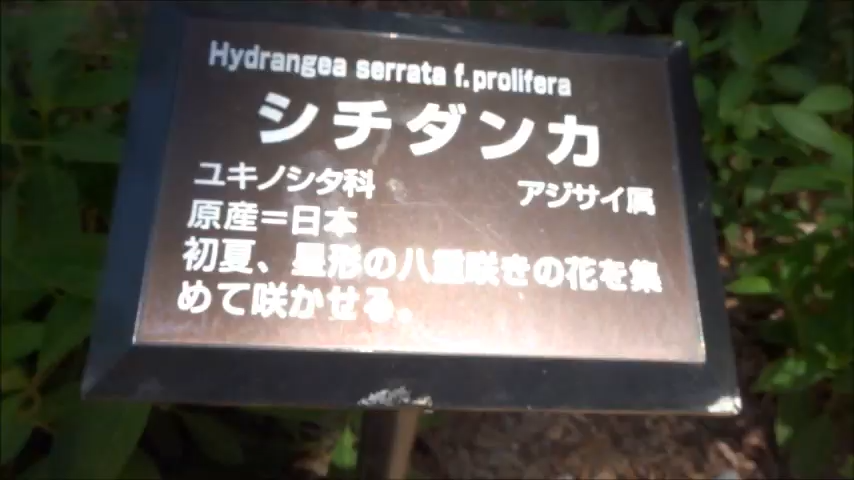 Hydrangea serrata f.prolifera
シチダンカ
ユキノシタ科 アジサイ属
原産＝日本
初夏、星形の八重咲きの花を集
めて咲かせる。